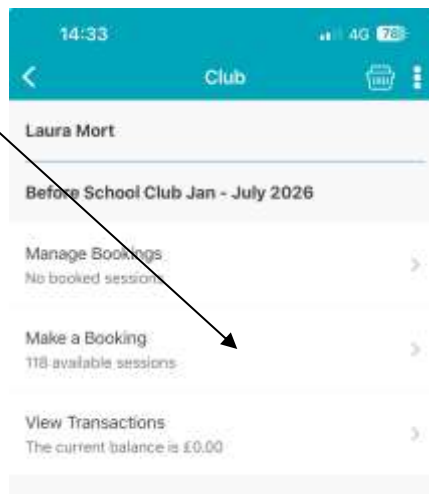 14:33
4G 78
Club
Laura Mort
Before School Club Jan - July 2026
Manage Bookings
No booked sessions
Make a Booking
118 available sessions
View Transactions
The current balance is £0.00